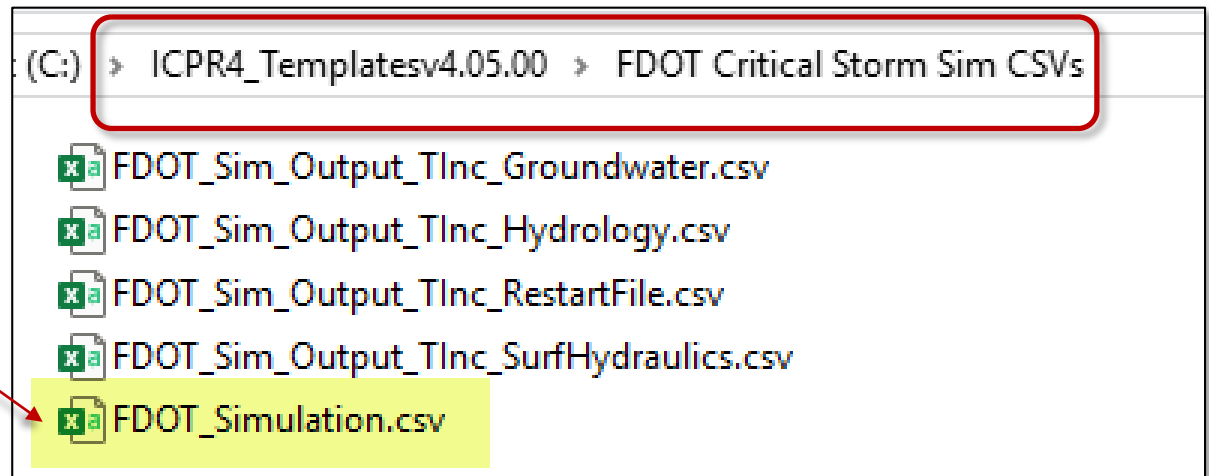 : (C:) > ICPR4_Templatesv4.05.00 > FDOT Critical Storm Sim CSVs
FDOT_Sim_Output_TInc_Groundwater.csv
FDOT_Sim_Output_TInc_Hydrology.csv
FDOT_Sim_Output_TInc_RestartFile.csv
FDOT_Sim_Output_TInc_SurfHydraulics.csv
FDOT_Simulation.csv